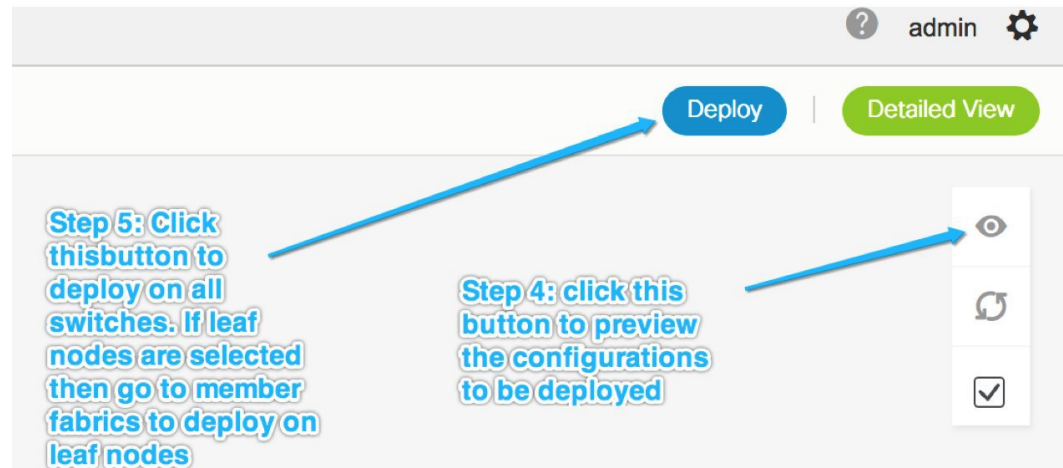 admin
Deploy
Detailed View
Step 5: Click
thisbutton to
deploy on all
switches. If leaf
nodes are selected
then go to member
fabrics to deploy on
leaf nodes
Step 4: click this
button to preview
the configurations
to be deployed